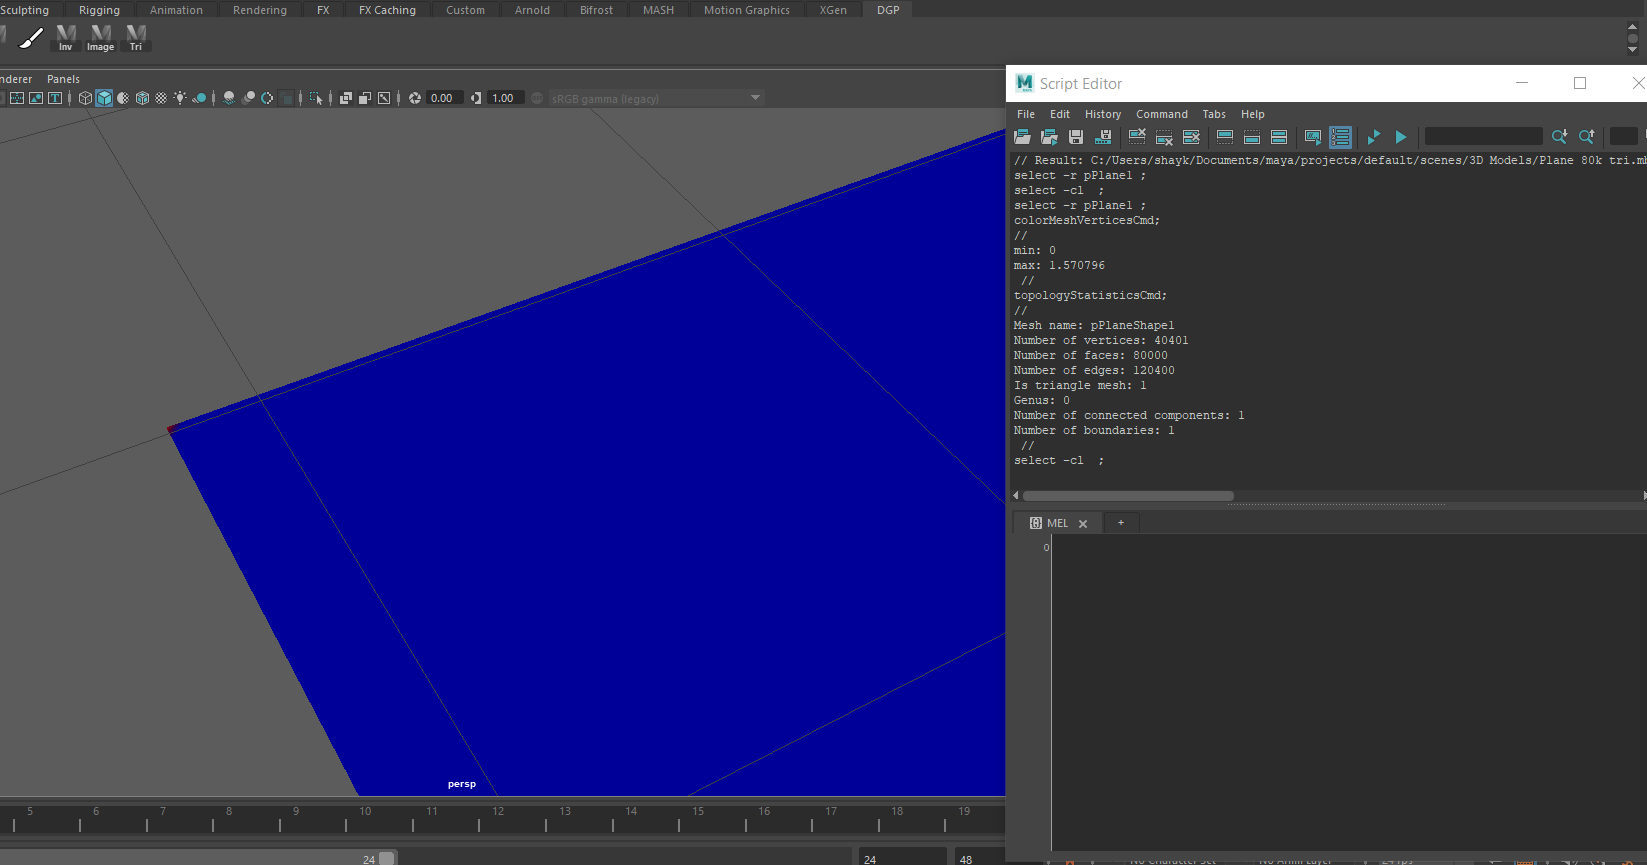 Sculpting Rigging Animation Rendering FX FX Caching Custom Arnold Bifrost MASH Motion Graphics XGen DGP
Inv Image Tri
nderer Panels
0.00 1.00 sRGB gamma (legacy)
Script Editor
File Edit History Command Tabs Help
// Result: C:/Users/shayk/Documents/maya/projects/default/scenes/3D Models/Plane 80k tri.mb
select -r pPlane1 ;
select -cl  ;
select -r pPlane1 ;
colorMeshVerticesCmd;
//
min: 0
max: 1.570796
//
topologyStatisticsCmd;
//
Mesh name: pPlaneShape1
Number of vertices: 40401
Number of faces: 80000
Number of edges: 120400
Is triangle mesh: 1
Genus: 0
Number of connected components: 1
Number of boundaries: 1
//
select -cl  ;
MEL +
0
persp
5 6 7 8 9 10 11 12 13 14 15 16 17 18 19
24 24 48